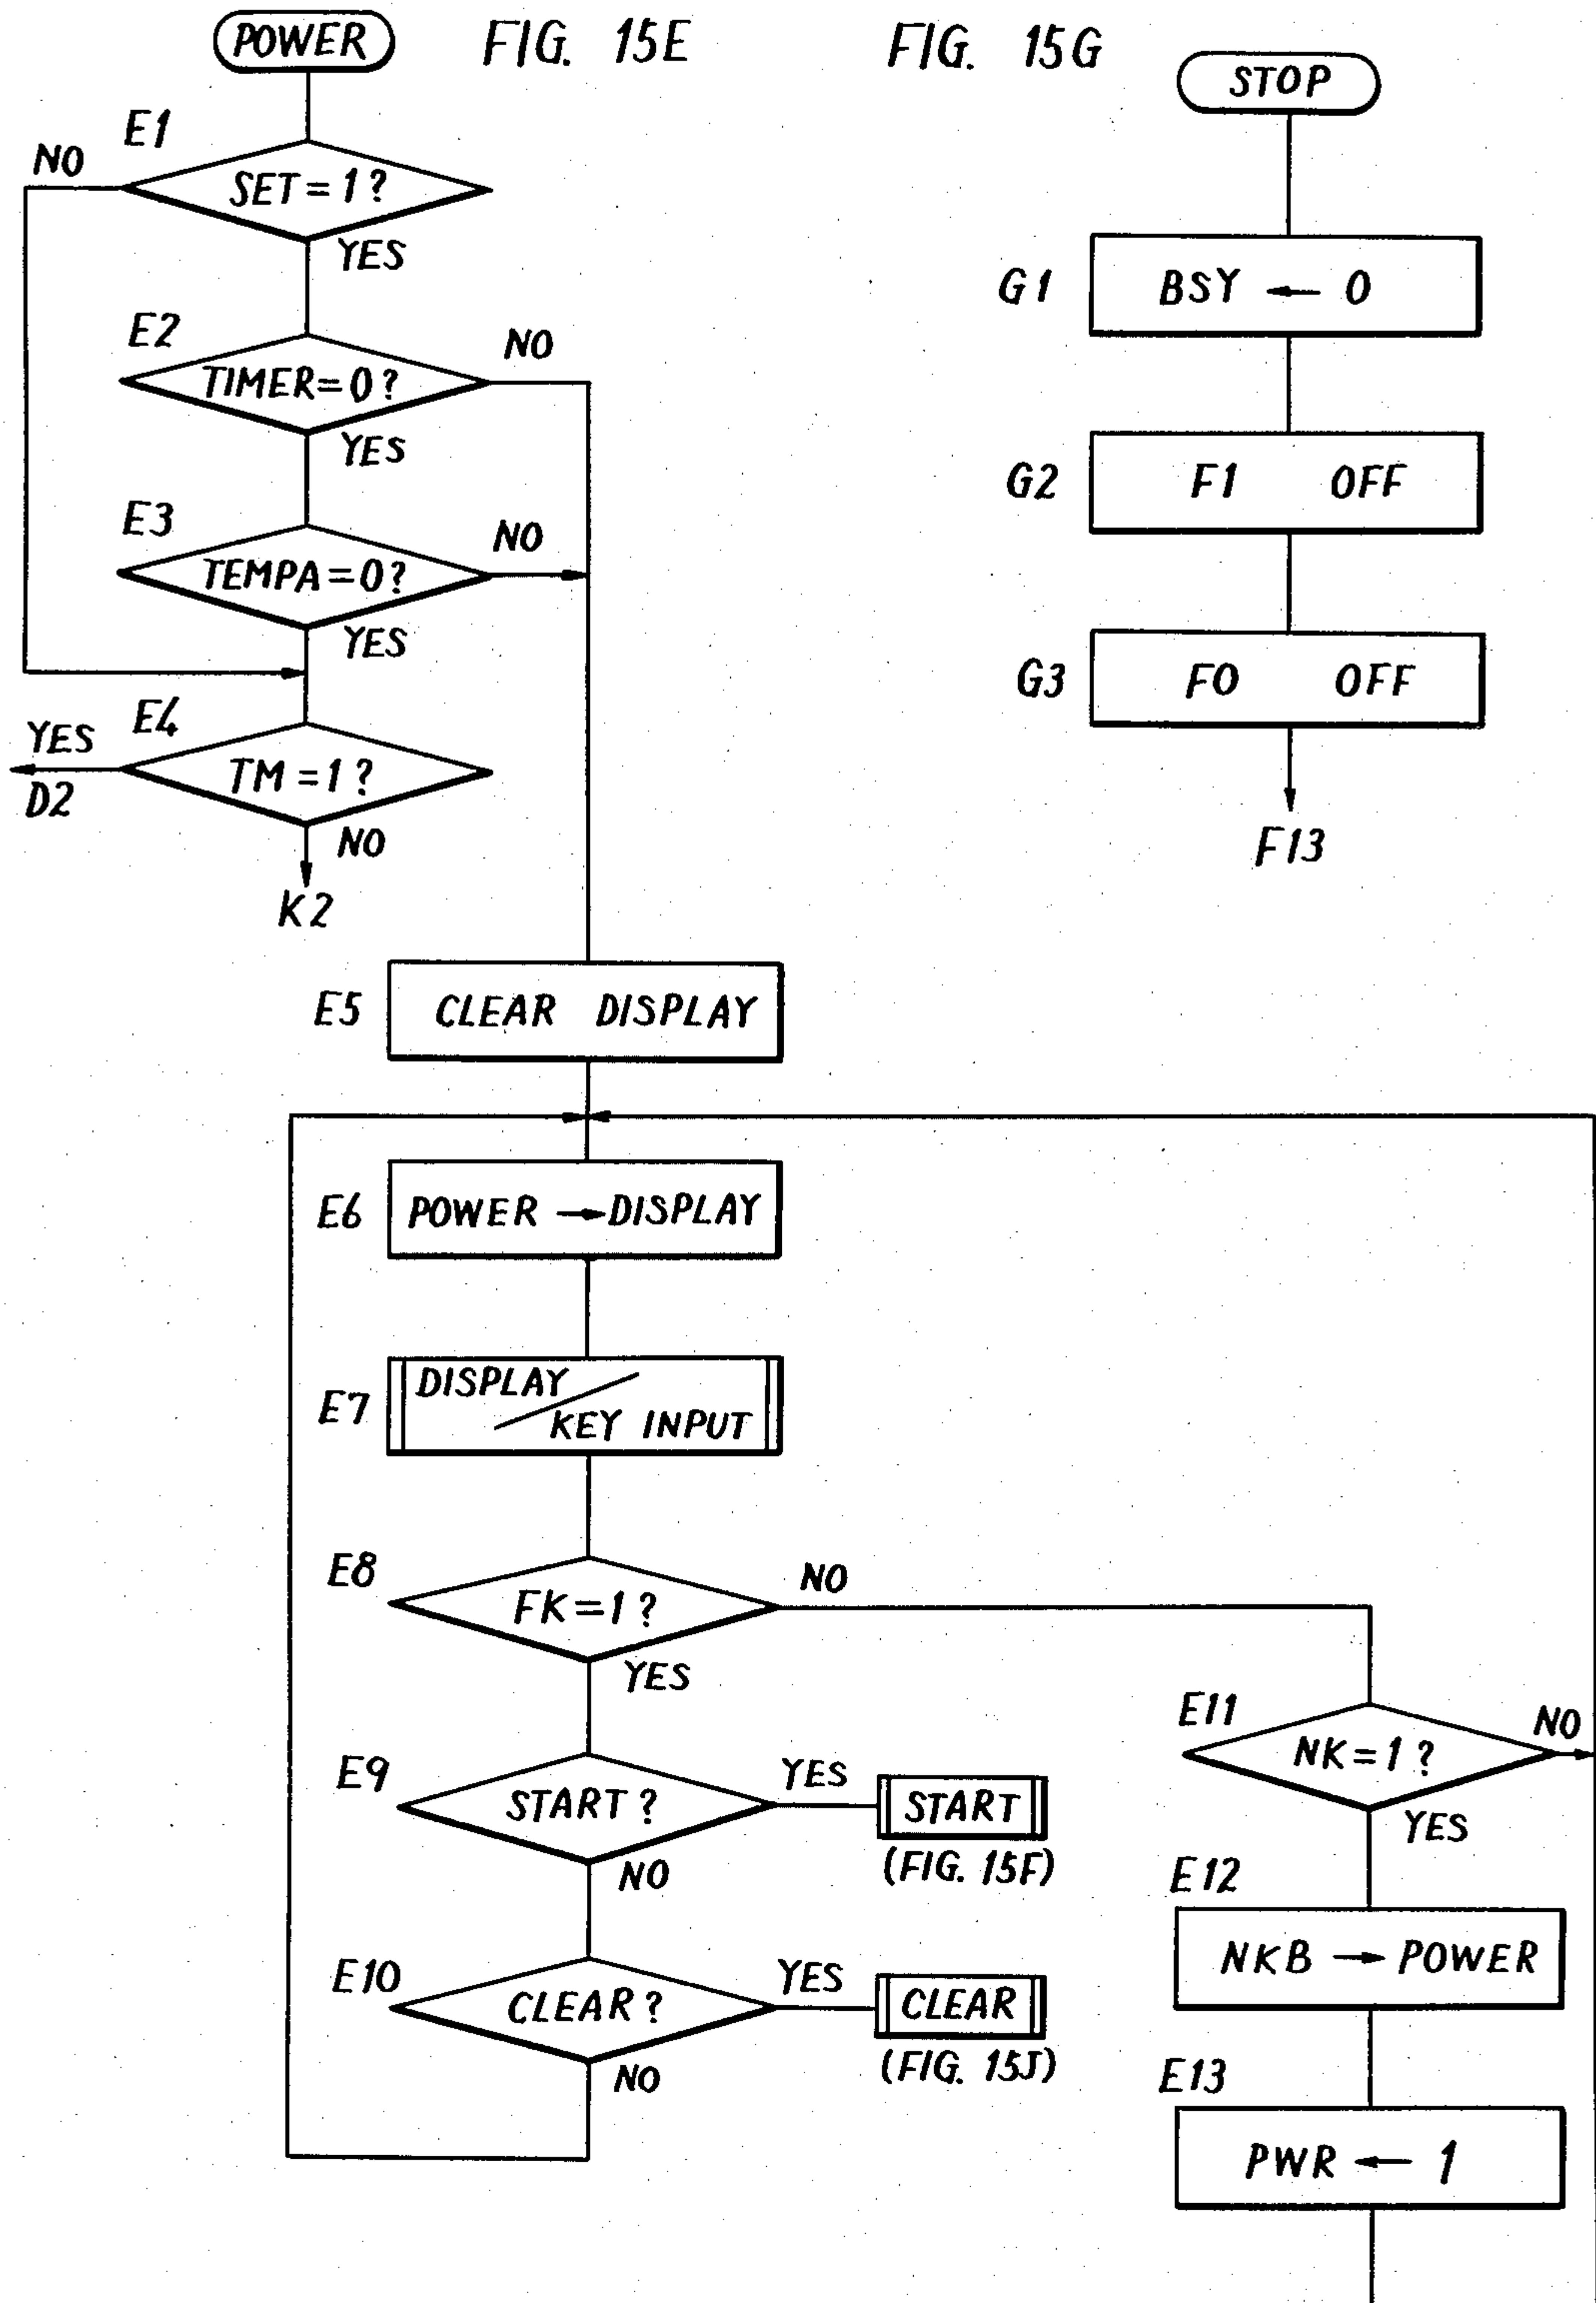 POWER
FIG. 15E
E1
NO
SET = 1 ?
YES
E2
NO
TIMER = 0 ?
YES
E3
NO
TEMPA = 0 ?
YES
E4
YES
TM = 1 ?
D2
NO
K2
E5
CLEAR DISPLAY
E6
POWER → DISPLAY
E7
DISPLAY
KEY INPUT
E8
NO
FK = 1 ?
YES
E9
YES
START ?
START
(FIG. 15F)
NO
E10
YES
CLEAR ?
CLEAR
(FIG. 15J)
NO
E11
NO
NK = 1 ?
YES
E12
NKB → POWER
E13
PWR ← 1
FIG. 15G
STOP
G1
BSY ← 0
G2
F1 OFF
G3
F0 OFF
F13